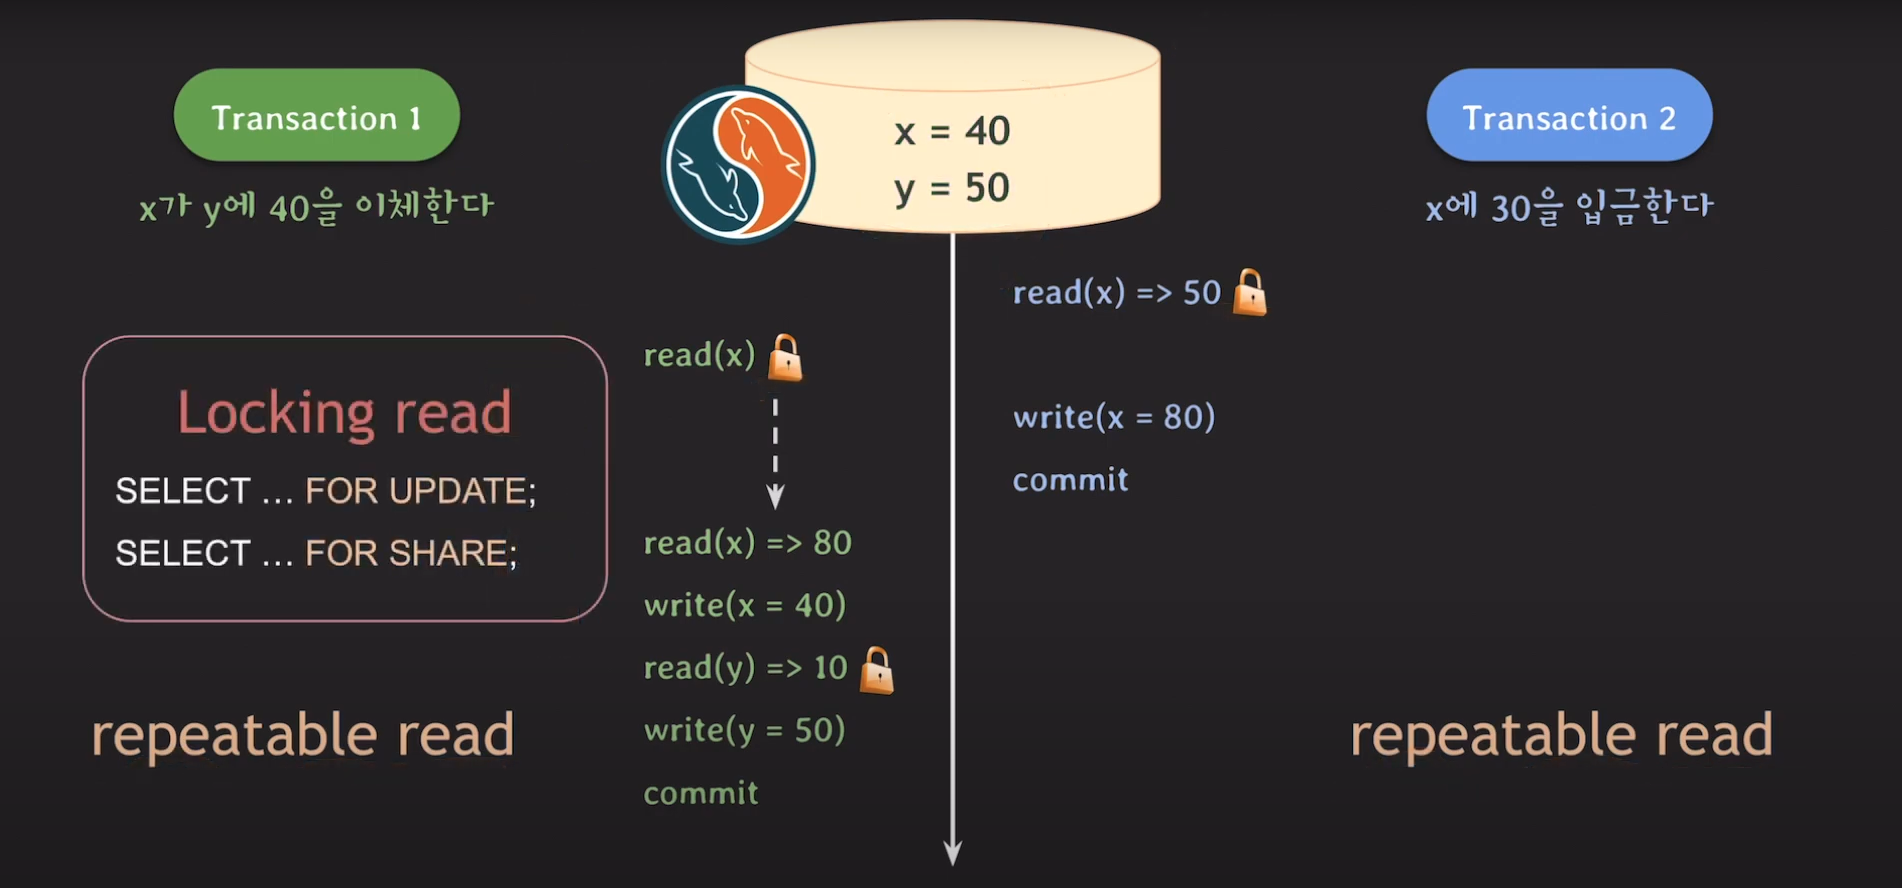 Transaction 1
x가 y에 40을 이체한다
x = 40
y = 50
Transaction 2
x에 30을 입금한다
read(x) => 50
read(x)
write(x = 80)
commit
Locking read
SELECT ... FOR UPDATE;
SELECT ... FOR SHARE;
read(x) => 80
write(x = 40)
read(y) => 10
write(y = 50)
commit
repeatable read
repeatable read